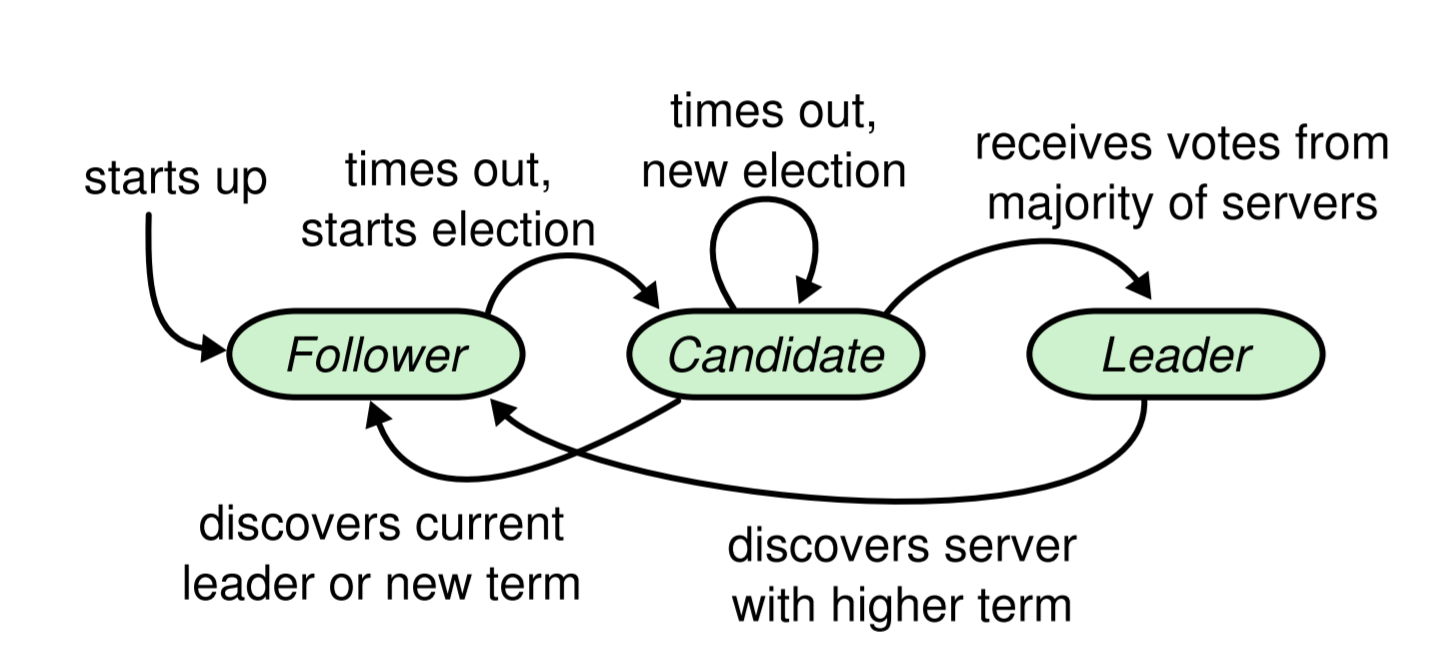 starts up
times out,
starts election
times out,
new election
receives votes from
majority of servers
Follower
Candidate
Leader
discovers current
leader or new term
discovers server
with higher term